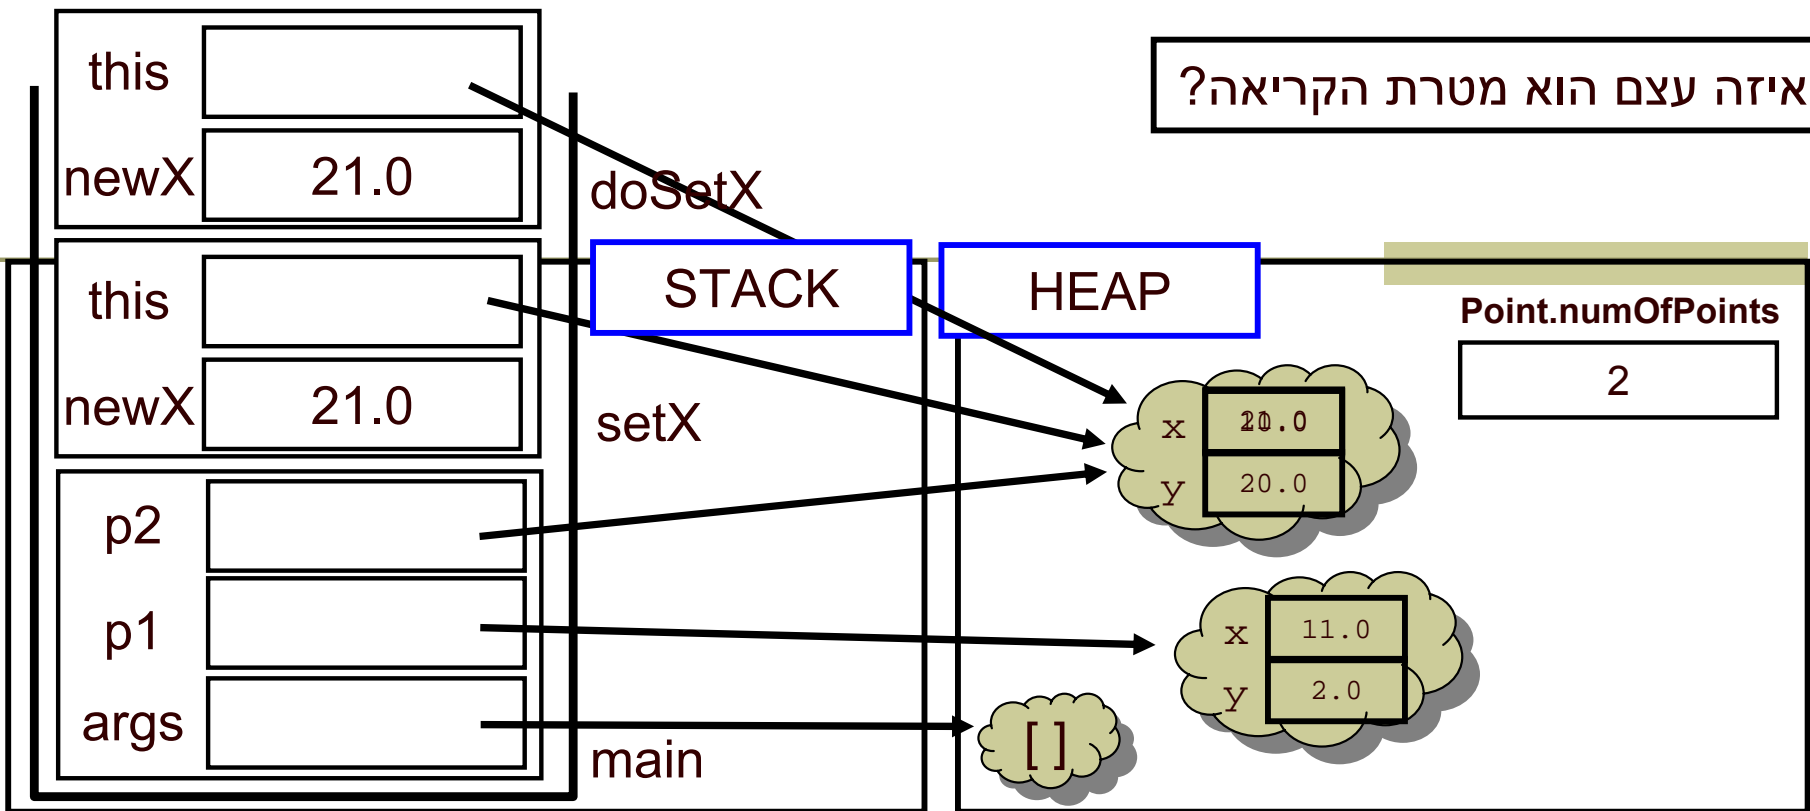 this
איזה עצם הוא מטרת הקריאה?
newX 21.0
doSetX
STACK
HEAP
this
Point.numOfPoints
2
newX 21.0
setX
x
y 20.0
p2
p1
x 11.0
y 2.0
args
[ ]
main